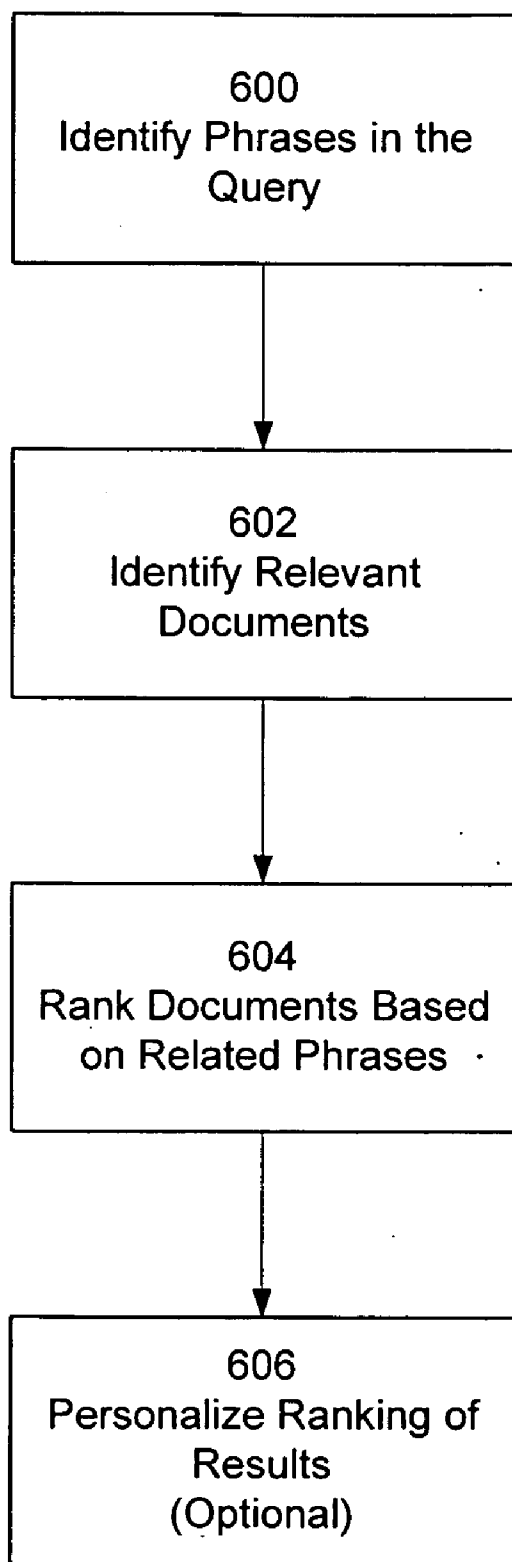 600
Identify Phrases in the
Query
602
Identify Relevant
Documents
604
Rank Documents Based
on Related Phrases
606
Personalize Ranking of
Results
(Optional)